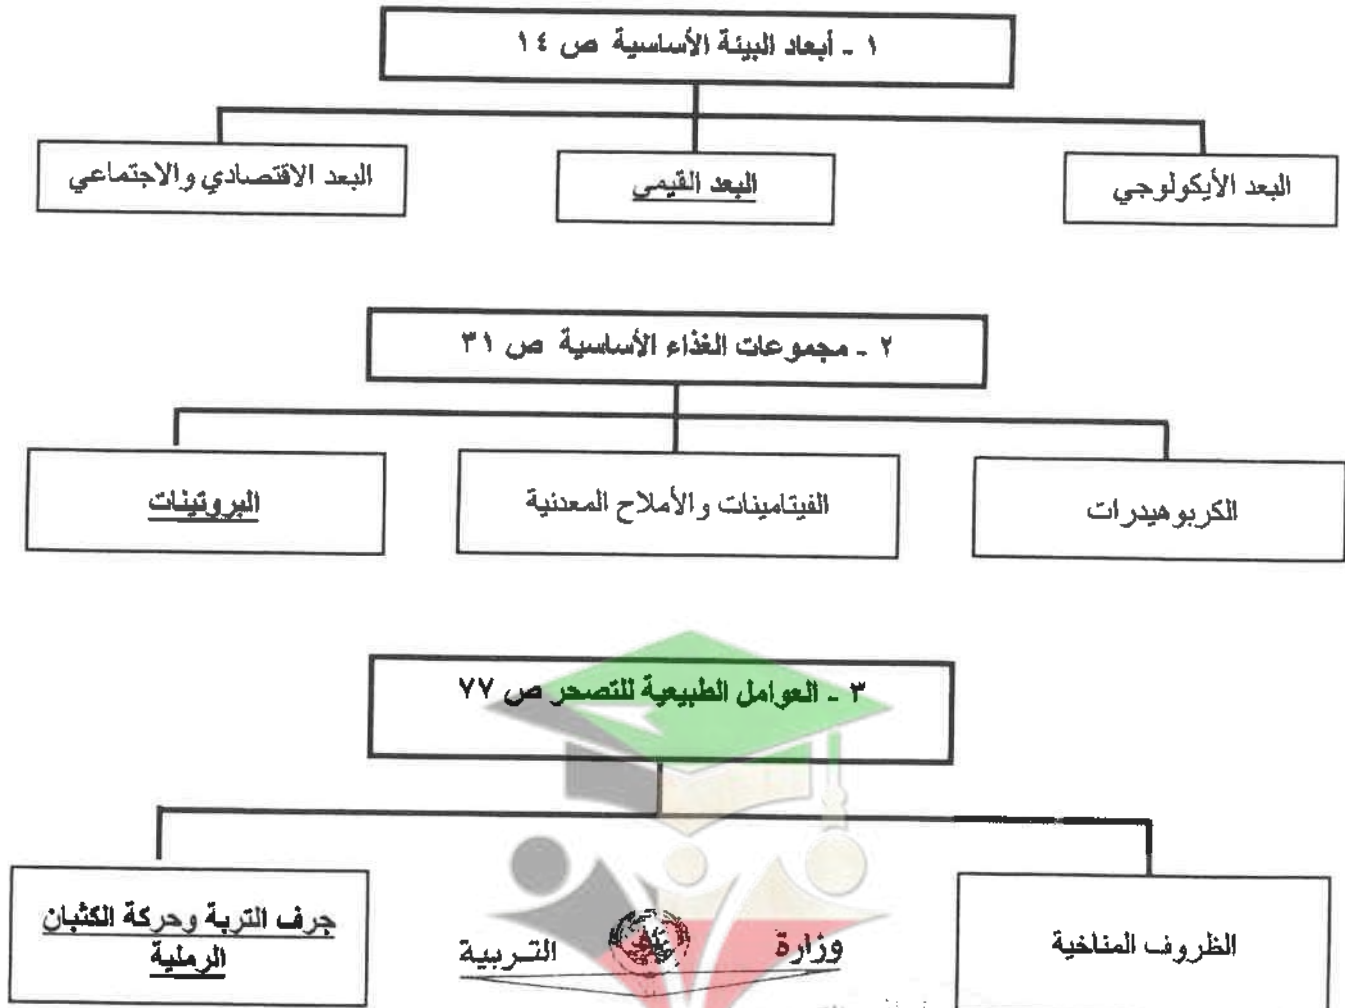 ١ - أبعاد البيئة الأساسية ص ١٤
البعد الأيكولوجي
البعد القيمي
البعد الاقتصادي والاجتماعي
٢ - مجموعات الغذاء الأساسية ص ٣١
الكربوهيدرات
الفيتامينات والأملاح المعدنية
البروتينات
٣ - العوامل الطبيعية للتصحر ص ٧٧
الظروف المناخية
جرف التربة وحركة الكثبان
الرملية
وزارة التربية